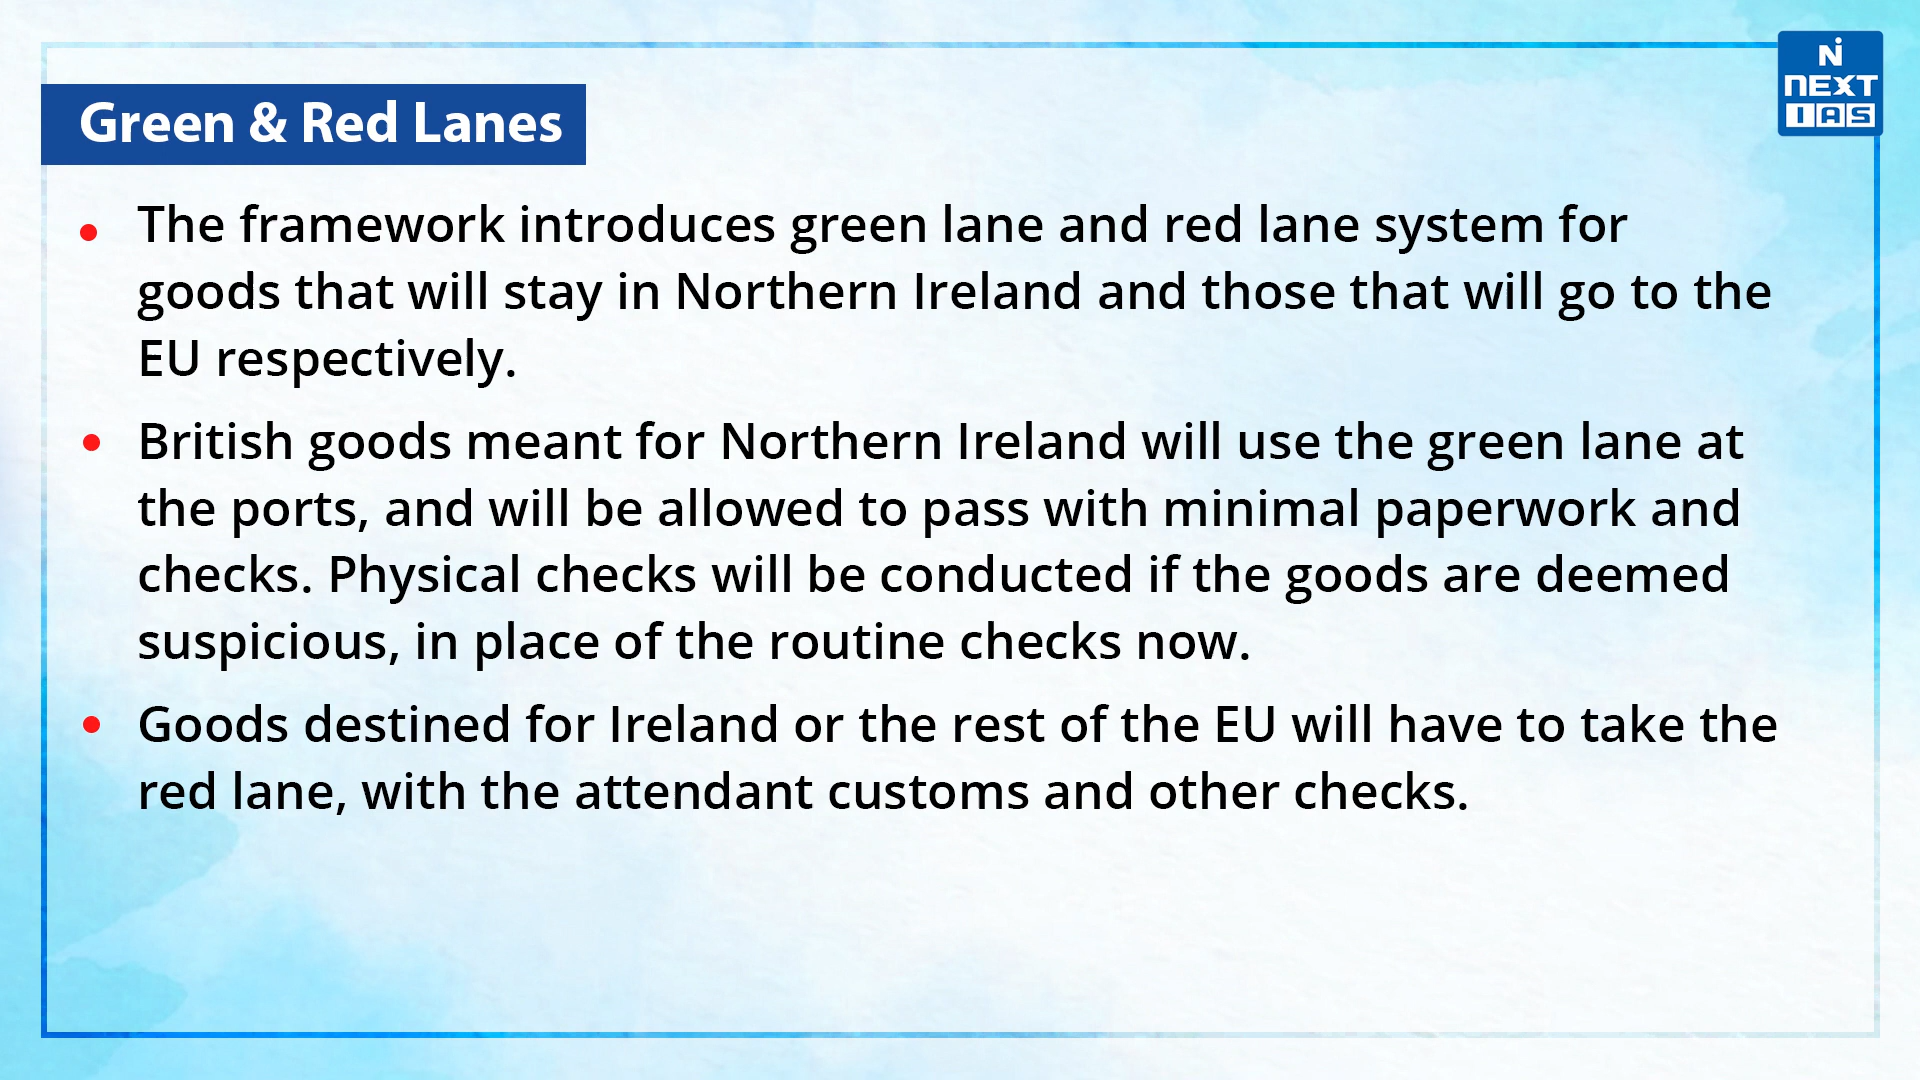 N
NEXT
IAS
Green & Red Lanes
• The framework introduces green lane and red lane system for
goods that will stay in Northern Ireland and those that will go to the
EU respectively.
• British goods meant for Northern Ireland will use the green lane at
the ports, and will be allowed to pass with minimal paperwork and
checks. Physical checks will be conducted if the goods are deemed
suspicious, in place of the routine checks now.
• Goods destined for Ireland or the rest of the EU will have to take the
red lane, with the attendant customs and other checks.